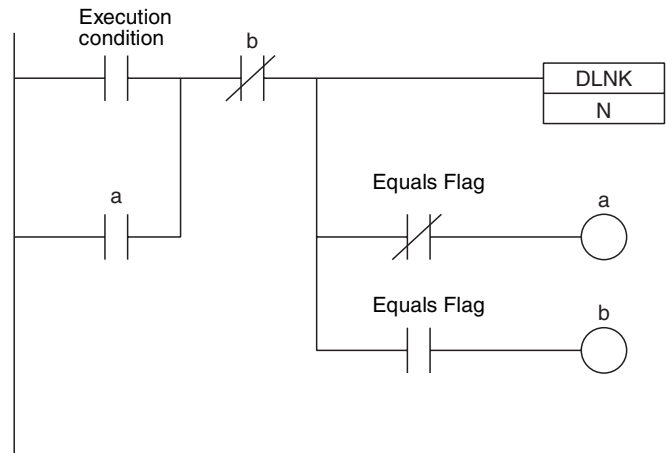 Execution
condition
b
DLNK
N
a
Equals Flag
a
Equals Flag
b